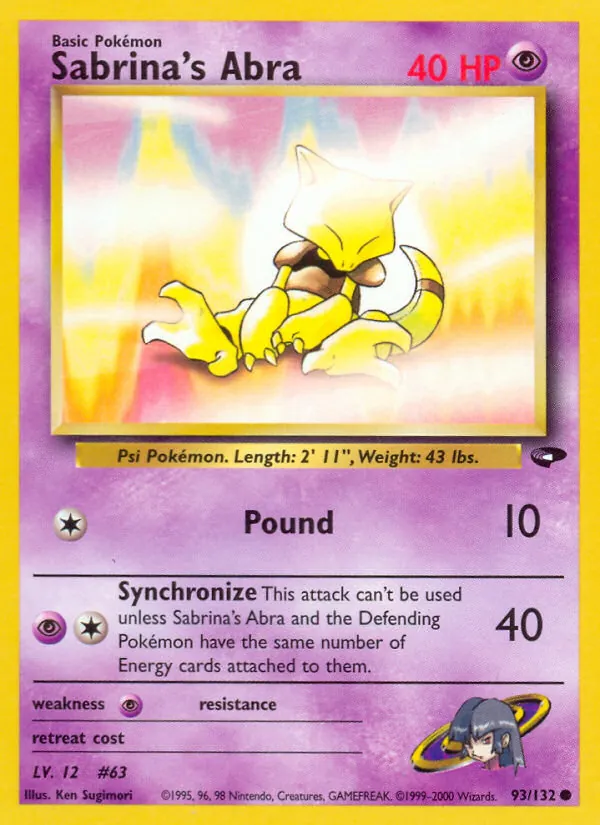 Basic Pokémon
Sabrina's Abra
40 HP
Psi Pokémon. Length: 2' 11", Weight: 43 lbs.
Pound 10
Synchronize This attack can't be used
unless Sabrina's Abra and the Defending
Pokémon have the same number of
Energy cards attached to them.
40
weakness resistance
retreat cost
LV. 12 #63
Illus. Ken Sugimori ©1995, 96, 98 Nintendo, Creatures, GAMEFREAK. ©1999-2000 Wizards. 93/132